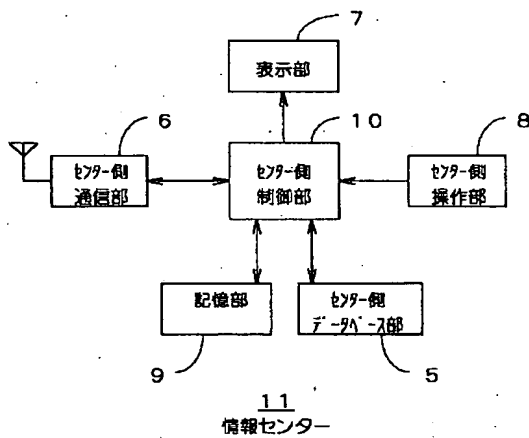 7
表示部
6
10
8
ｾﾝﾀｰ側
通信部
ｾﾝﾀｰ側
制御部
ｾﾝﾀｰ側
操作部
記憶部
ｾﾝﾀｰ側
ﾃﾞｰﾀﾍﾞｰｽ部
9
5
11
情報センター